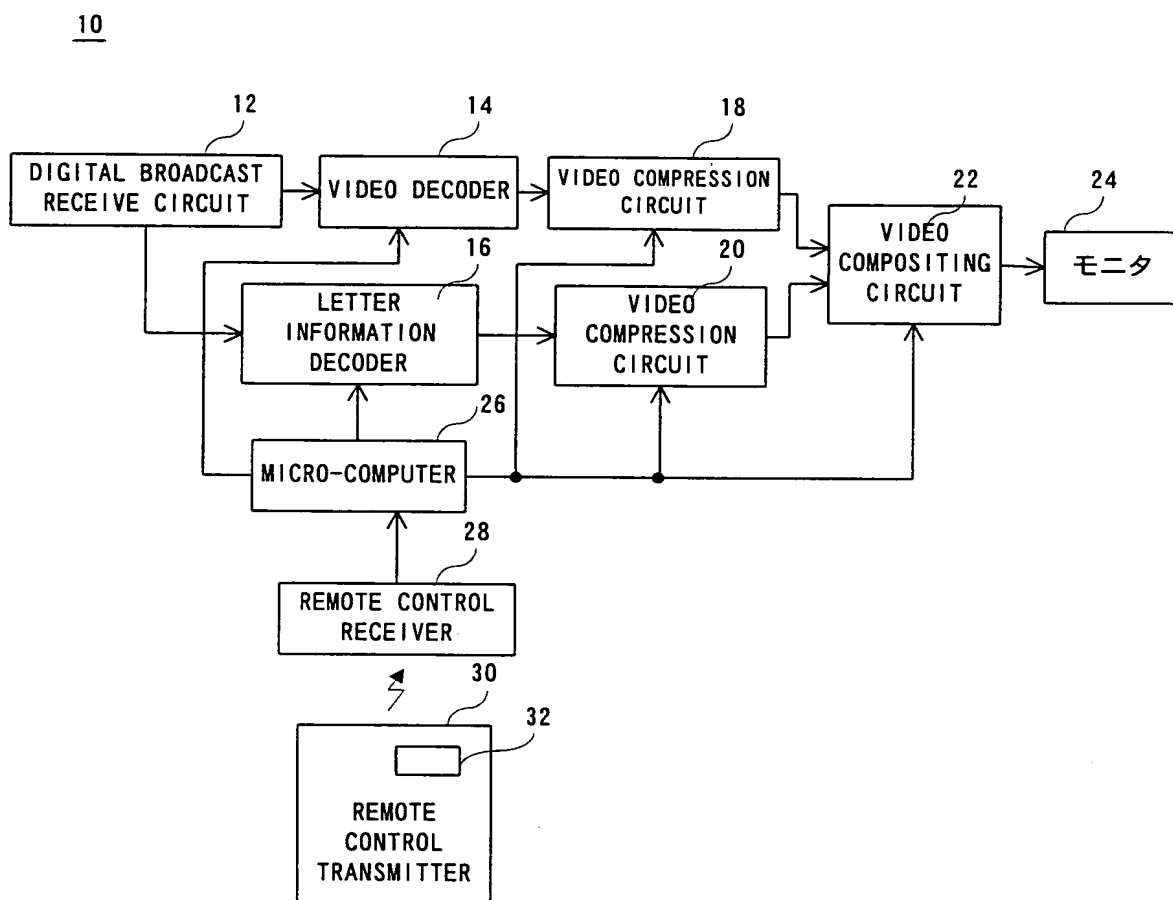 10
12
14
18
DIGITAL BROADCAST
RECEIVE CIRCUIT
VIDEO DECODER
VIDEO COMPRESSION
CIRCUIT
22
VIDEO
COMPOSITING
CIRCUIT
24
モニタ
16
LETTER
INFORMATION
DECODER
20
VIDEO
COMPRESSION
CIRCUIT
26
MICRO-COMPUTER
28
REMOTE CONTROL
RECEIVER
30
32
REMOTE
CONTROL
TRANSMITTER